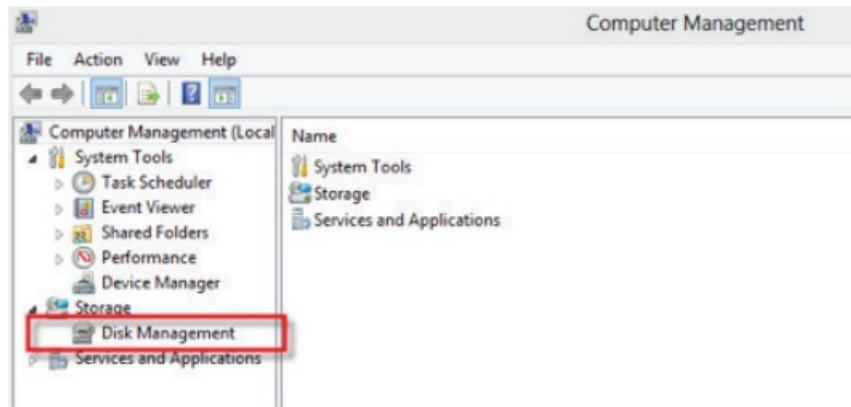 Computer Management
File Action View Help
Computer Management (Local
System Tools
Task Scheduler
Event Viewer
Shared Folders
Performance
Device Manager
Storage
Disk Management
Services and Applications
Name
System Tools
Storage
Services and Applications